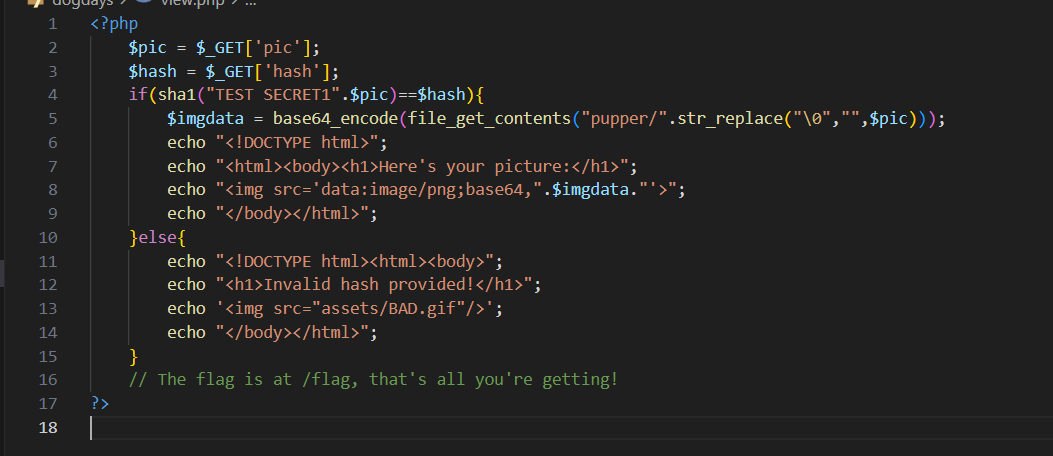 dogdays > view.php > ...
1 <?php
2 $pic = $_GET['pic'];
3 $hash = $_GET['hash'];
4 if(sha1("TEST SECRET1".$pic)==$hash){
5 $imgdata = base64_encode(file_get_contents("pupper/".str_replace("\0","",$pic)));
6 echo "<!DOCTYPE html>";
7 echo "<html><body><h1>Here's your picture:</h1>";
8 echo "<img src='data:image/png;base64,".$imgdata."'>";
9 echo "</body></html>";
10 }else{
11 echo "<!DOCTYPE html><html><body>";
12 echo "<h1>Invalid hash provided!</h1>";
13 echo '<img src="assets/BAD.gif"/>';
14 echo "</body></html>";
15 }
16 // The flag is at /flag, that's all you're getting!
17 ?>
18